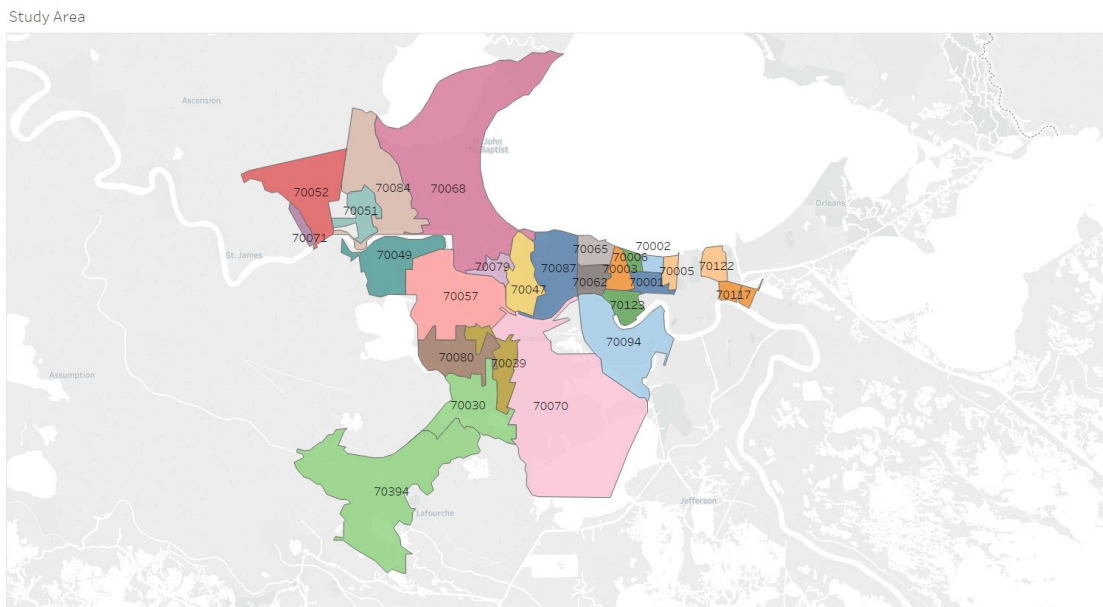 Study Area
Ascension
St John
the Baptist
70052
70084
70068
70051
Orleans
70071
St. James
70049
70079
70047
70087
70065
70002
70006
70003
70005
70122
70062
70001
70117
70057
70123
70094
70080
70039
Assumption
70030
70070
70394
Jefferson
Lafourche